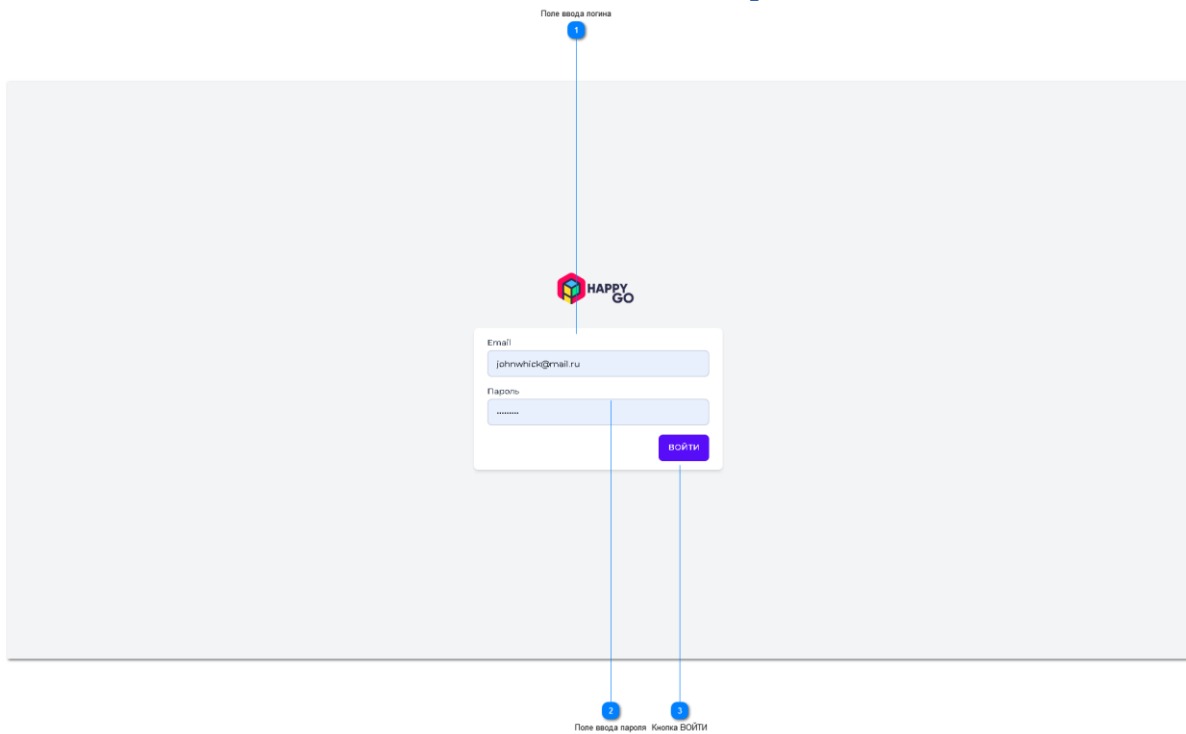 Поле ввода логина
1
HAPPY
GO
Email
johnwhick@mail.ru
Пароль
.........
ВОЙТИ
2
3
Поле ввода пароля
Кнопка ВОЙТИ